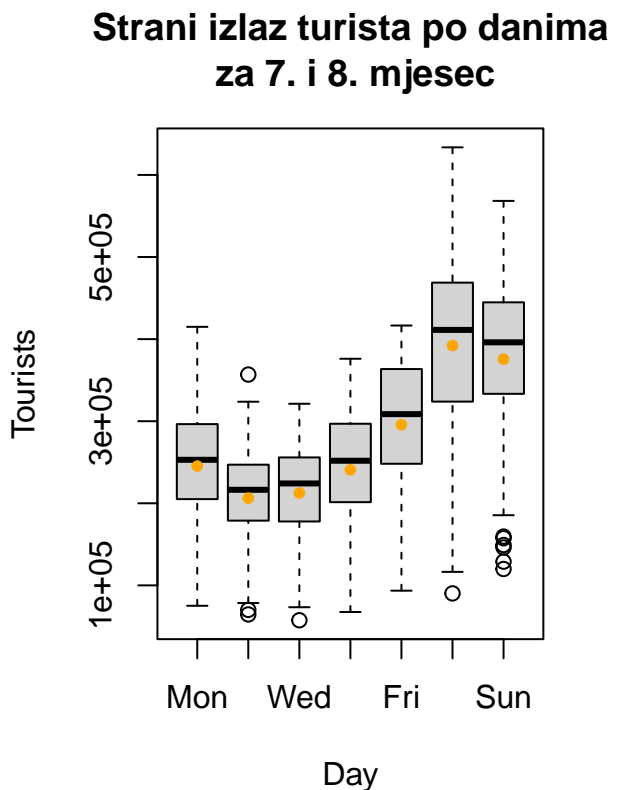 Strani izlaz turista po danima
za 7. i 8. mjesec
Tourists
5e+05
3e+05
1e+05
Mon Wed Fri Sun
Day